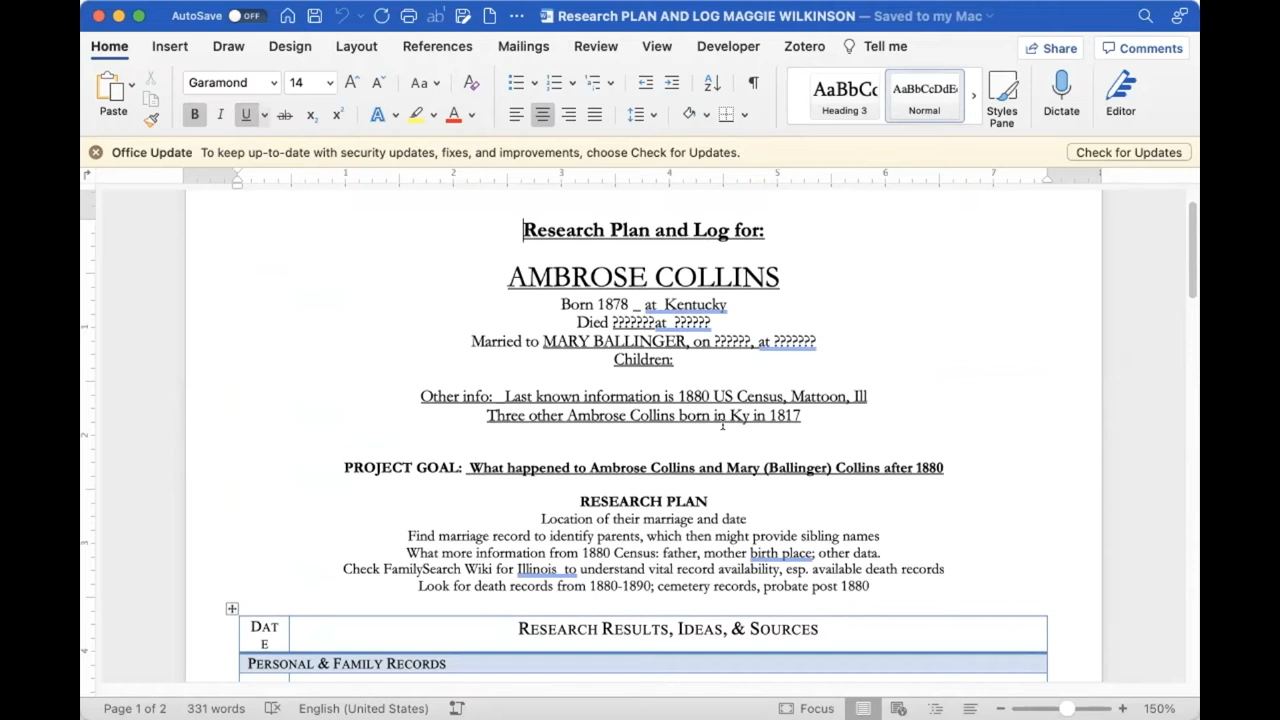 AutoSave OFF
Research PLAN AND LOG MAGGIE WILKINSON — Saved to my Mac
Home Insert Draw Design Layout References Mailings Review View Developer Zotero Tell me Share Comments
Paste
Garamond 14
AaBbCc
Heading 3
AaBbCcDdE
Normal
Styles Pane
Dictate
Editor
Office Update To keep up-to-date with security updates, fixes, and improvements, choose Check for Updates. Check for Updates
1 2 3 4 5 6 7
Research Plan and Log for:
AMBROSE COLLINS
Born 1878 _ at Kentucky
Died ???????at ??????
Married to MARY BALLINGER, on ??????, at ???????
Children:
Other info: Last known information is 1880 US Census, Mattoon, Ill
Three other Ambrose Collins born in Ky in 1817
PROJECT GOAL: What happened to Ambrose Collins and Mary (Ballinger) Collins after 1880
RESEARCH PLAN
Location of their marriage and date
Find marriage record to identify parents, which then might provide sibling names
What more information from 1880 Census: father, mother birth place; other data.
Check FamilySearch Wiki for Illinois to understand vital record availability, esp. available death records
Look for death records from 1880-1890; cemetery records, probate post 1880
DATE RESEARCH RESULTS, IDEAS, & SOURCES
PERSONAL & FAMILY RECORDS
Page 1 of 2 331 words English (United States) Focus 150%